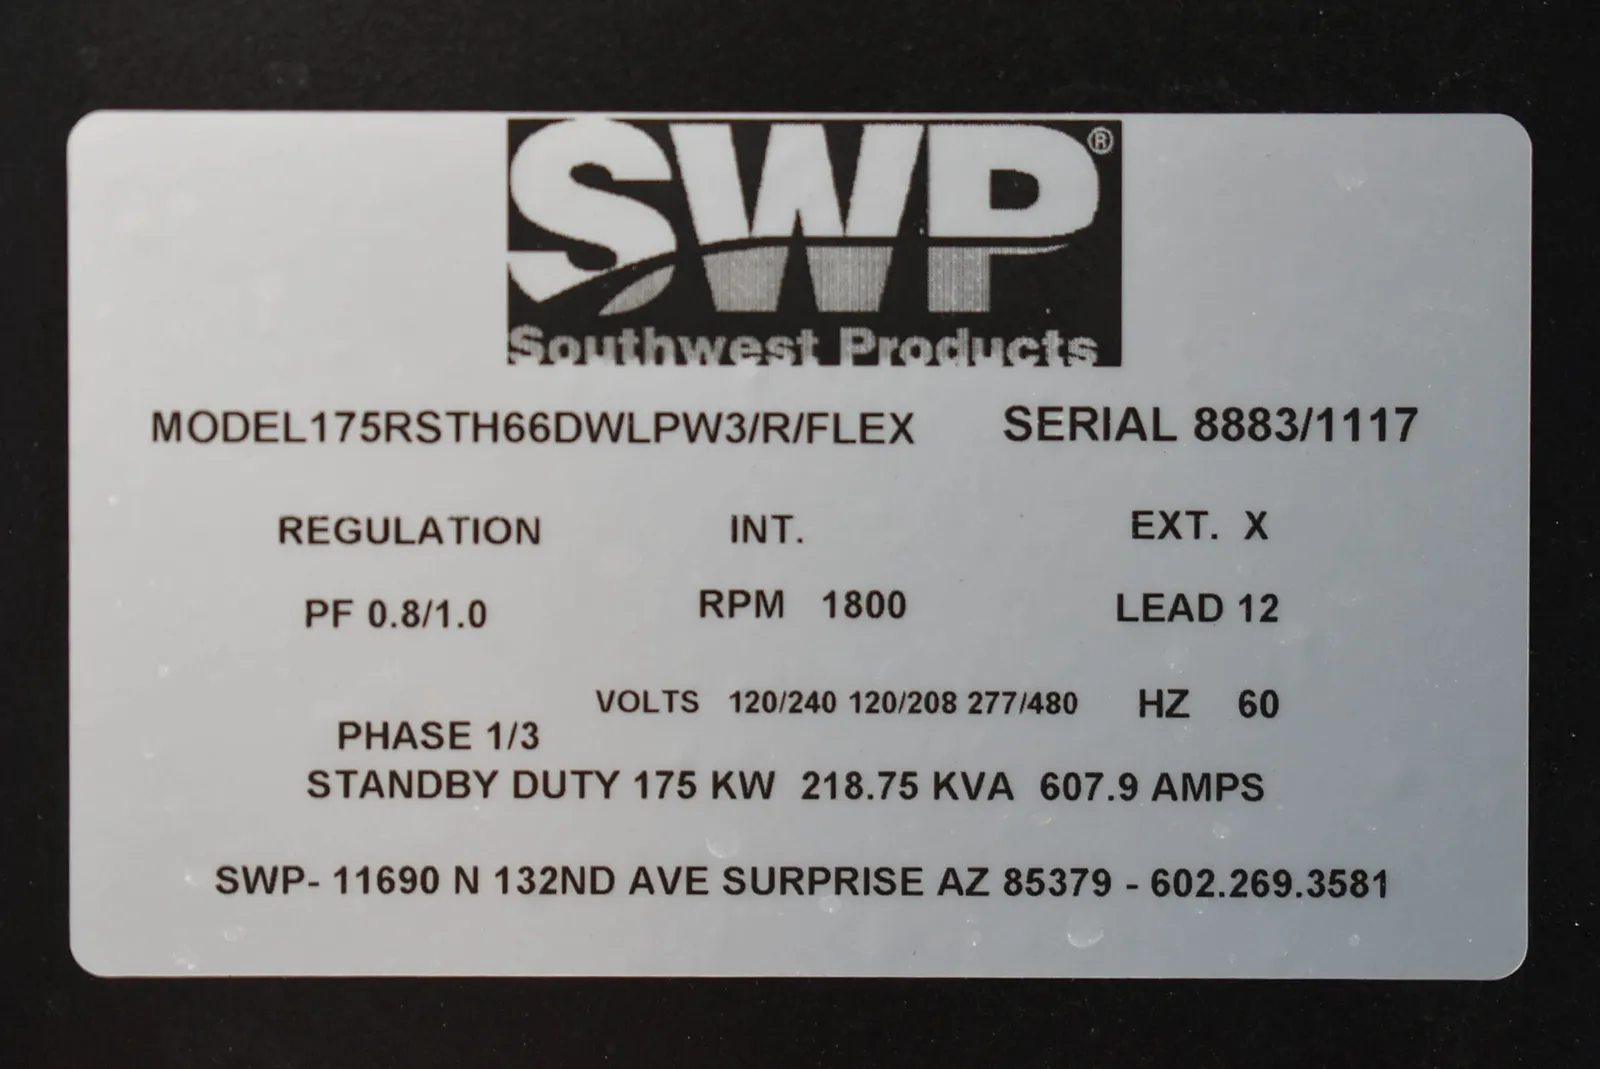 SWP®
Southwest Products
MODEL175RSTH66DWLPW3/R/FLEX SERIAL 8883/1117
REGULATION INT. EXT. X
PF 0.8/1.0 RPM 1800 LEAD 12
VOLTS 120/240 120/208 277/480 HZ 60
PHASE 1/3
STANDBY DUTY 175 KW 218.75 KVA 607.9 AMPS
SWP- 11690 N 132ND AVE SURPRISE AZ 85379 - 602.269.3581